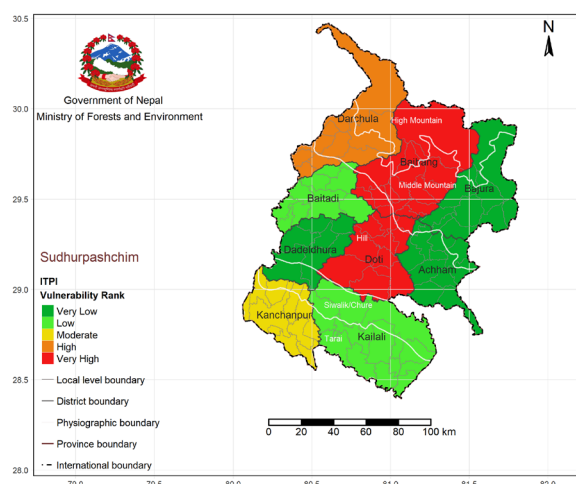 30.5
30.0
29.5
29.0
28.5
28.0
Government of Nepal
Ministry of Forests and Environment
N
Darchula
High Mountain
Bajhang
Middle Mountain
Bajura
Baitadi
Dadeldhura
Hill
Doti
Achham
Siwalik/Chure
Kanchanpur
Tarai
Kailali
Sudhurpashchim
ITPI
Vulnerability Rank
Very Low
Low
Moderate
High
Very High
Local level boundary
District boundary
Physiographic boundary
Province boundary
International boundary
0 20 40 60 80 100 km
79.0 79.5 80.0 80.5 81.0 81.5 82.0